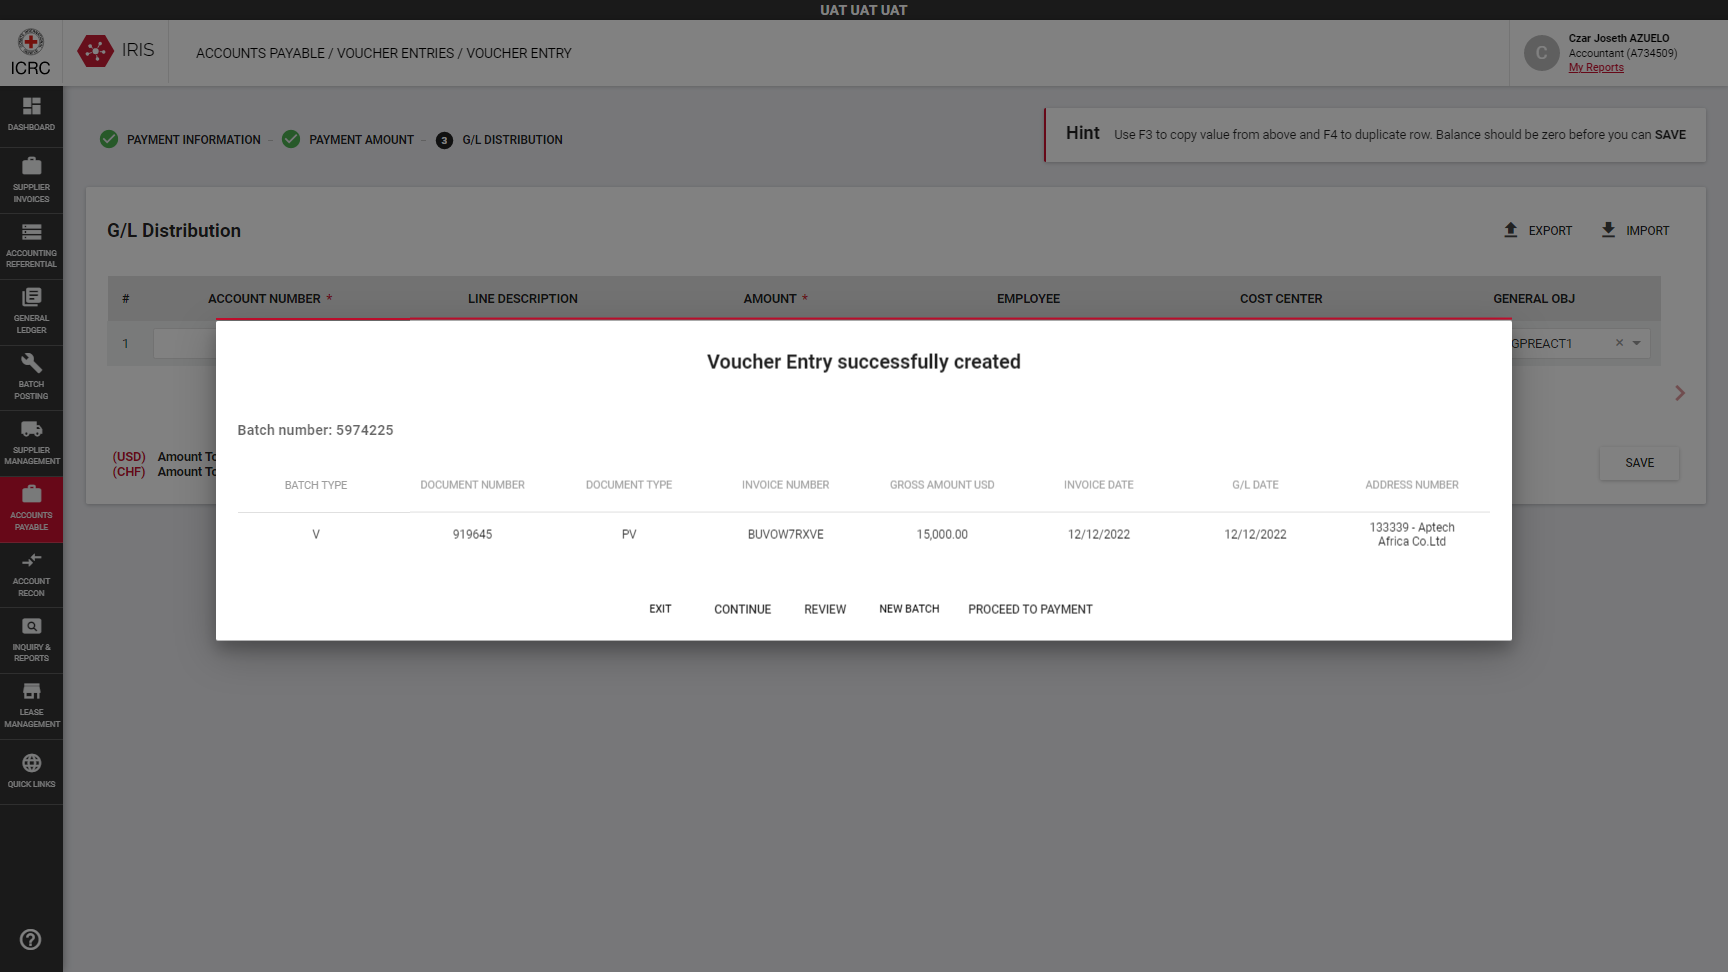 UAT UAT UAT
ICRC
IRIS
ACCOUNTS PAYABLE / VOUCHER ENTRIES / VOUCHER ENTRY
C
Czar Joseth AZUELO
Accountant (A734509)
My Reports
DASHBOARD
SUPPLIER
INVOICES
ACCOUNTING
REFERENTIAL
GENERAL
LEDGER
BATCH
POSTING
SUPPLIER
MANAGEMENT
ACCOUNTS
PAYABLE
ACCOUNT
RECON
INQUIRY &
REPORTS
LEASE
MANAGEMENT
QUICK LINKS
PAYMENT INFORMATION
PAYMENT AMOUNT
3 G/L DISTRIBUTION
Hint Use F3 to copy value from above and F4 to duplicate row. Balance should be zero before you can SAVE
G/L Distribution
EXPORT
IMPORT
# ACCOUNT NUMBER * LINE DESCRIPTION AMOUNT * EMPLOYEE COST CENTER GENERAL OBJ
1 GPREACT1
(USD) Amount To
(CHF) Amount To
SAVE
Voucher Entry successfully created
Batch number: 5974225
BATCH TYPE DOCUMENT NUMBER DOCUMENT TYPE INVOICE NUMBER GROSS AMOUNT USD INVOICE DATE G/L DATE ADDRESS NUMBER
V 919645 PV BUVOW7RXVE 15,000.00 12/12/2022 12/12/2022 133339 - Aptech
Africa Co.Ltd
EXIT CONTINUE REVIEW NEW BATCH PROCEED TO PAYMENT